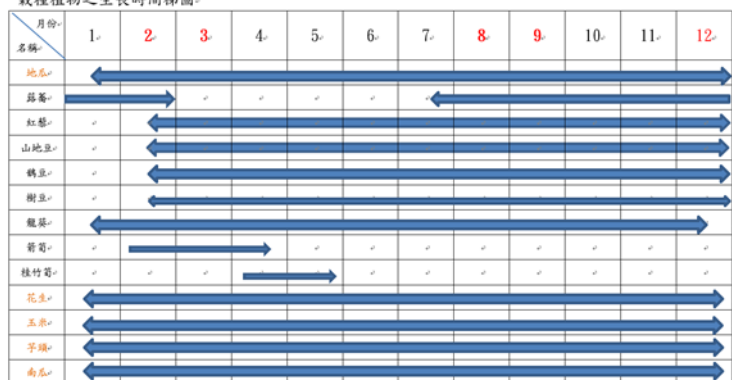 栽種植物之生長時間梯圖
月份
名稱
1 2 3 4 5 6 7 8 9 10 11 12
地瓜
蕗蕎
紅藜
山地豆
鵲豆
樹豆
龍葵
箭筍
桂竹筍
花生
玉米
芋頭
南瓜